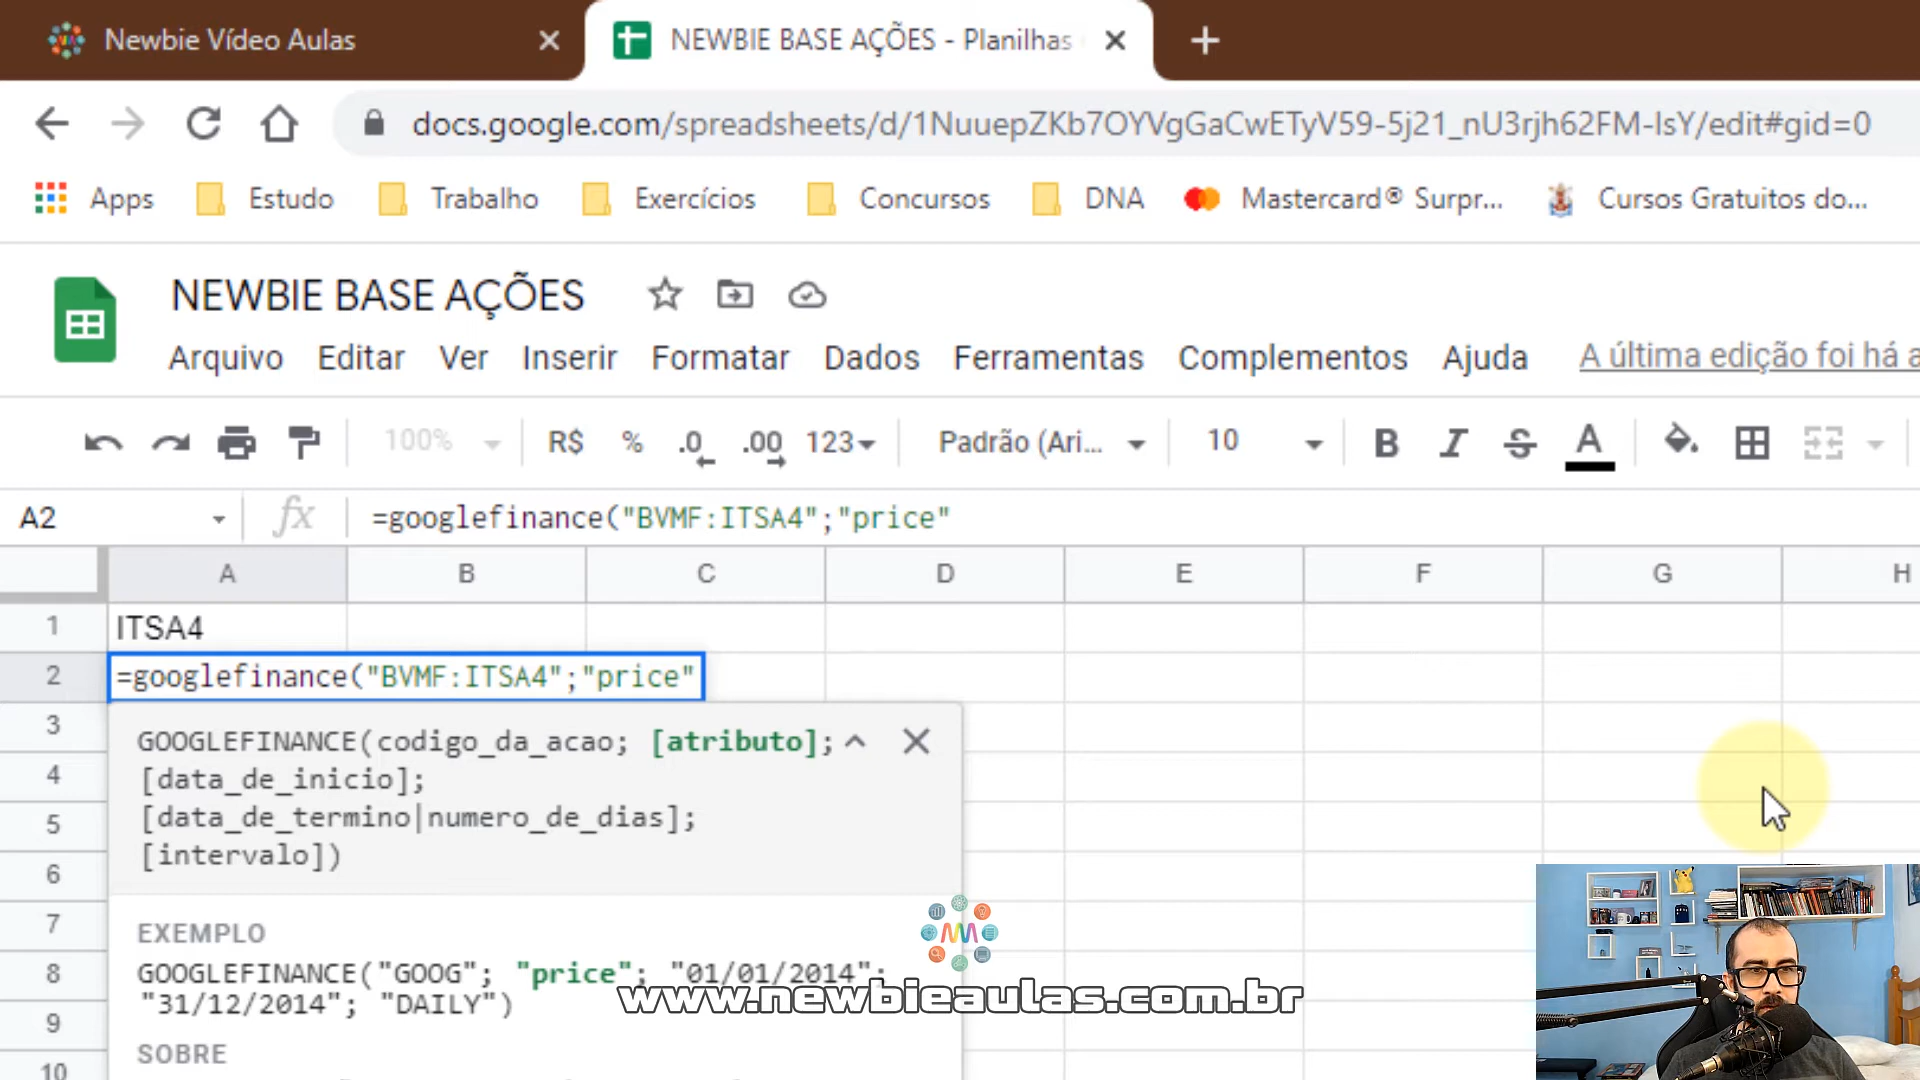 Newbie Vídeo Aulas
NEWBIE BASE AÇÕES - Planilhas
docs.google.com/spreadsheets/d/1NuuepZKb7OYVgGaCwETyV59-5j21_nU3rjh62FM-IsY/edit#gid=0
Apps Estudo Trabalho Exercícios Concursos DNA Mastercard® Surpr... Cursos Gratuitos do...
NEWBIE BASE AÇÕES
Arquivo Editar Ver Inserir Formatar Dados Ferramentas Complementos Ajuda A última edição foi há a
100% R$ % .0 .00 123 Padrão (Ari... 10 B I S A
A2 fx =googlefinance("BVMF:ITSA4";"price"
A B C D E F G H
1 ITSA4
2 =googlefinance("BVMF:ITSA4";"price"
3 GOOGLEFINANCE(codigo_da_acao; [atributo];
4 [data_de_inicio];
5 [data_de_termino|numero_de_dias];
6 [intervalo])
7 EXEMPLO
8 GOOGLEFINANCE("GOOG"; "price"; "01/01/2014";
9 "31/12/2014"; "DAILY")
www.newbieaulas.com.br
10 SOBRE